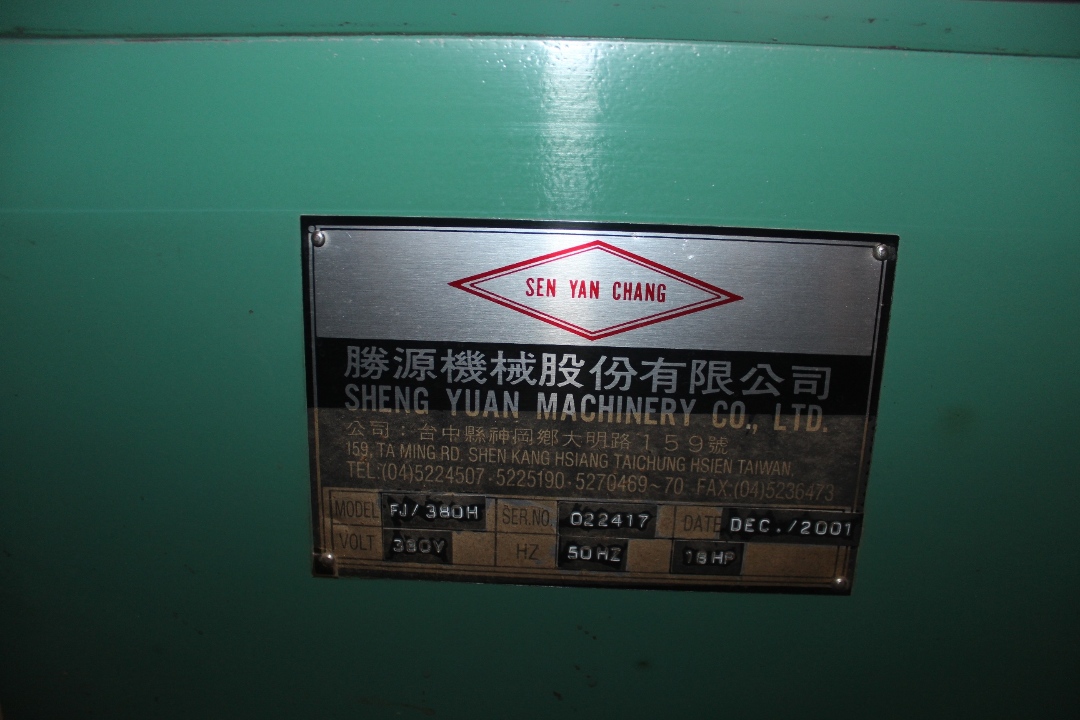 SEN YAN CHANG
勝源機械股份有限公司
SHENG YUAN MACHINERY CO., LTD.
公司：台中縣神岡鄉大明路159號
159, TA MING RD. SHEN KANG HSIANG TAICHUNG HSIEN TAIWAN.
TEL:(04)5224507·5225190·5270469~70 FAX:(04)5236473
MODEL FJ/380H SER.NO. 022417 DATE DEC./2001
VOLT 380V HZ 50HZ 18HP